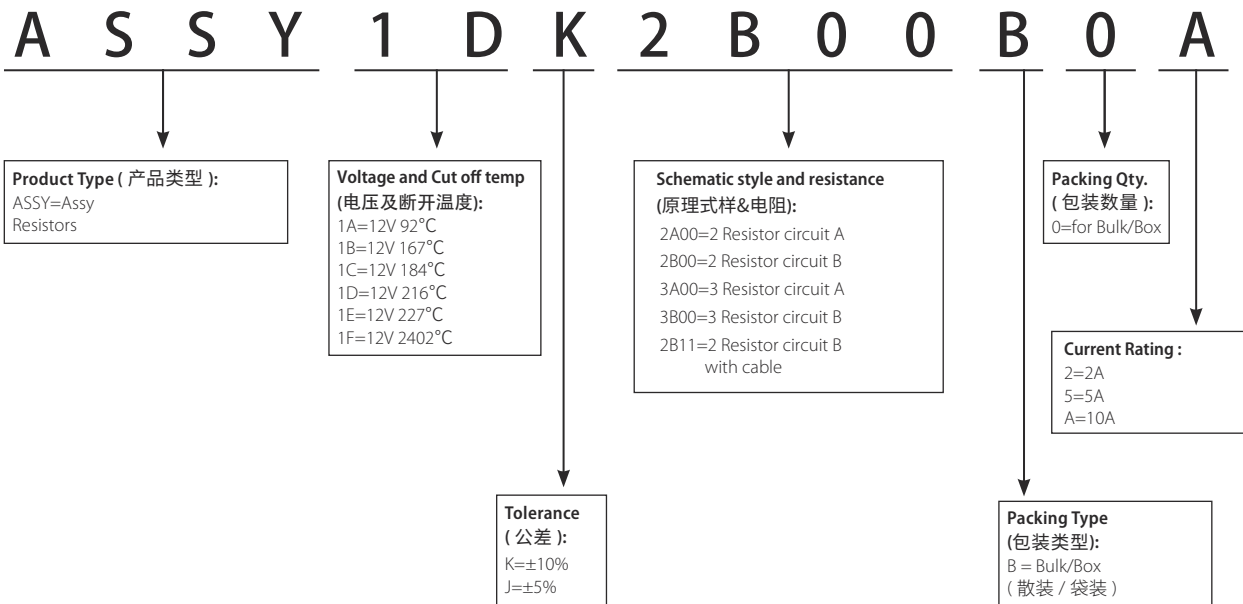 A S S Y 1 D K 2 B 0 0 B 0 A
Product Type ( 产品类型 ):
ASSY=Assy
Resistors
Voltage and Cut off temp
(电压及断开温度):
1A=12V 92°C
1B=12V 167°C
1C=12V 184°C
1D=12V 216°C
1E=12V 227°C
1F=12V 2402°C
Schematic style and resistance
(原理式样&电阻):
2A00=2 Resistor circuit A
2B00=2 Resistor circuit B
3A00=3 Resistor circuit A
3B00=3 Resistor circuit B
2B11=2 Resistor circuit B
with cable
Packing Qty.
( 包装数量 ):
0=for Bulk/Box
Current Rating :
2=2A
5=5A
A=10A
Tolerance
( 公差 ):
K=±10%
J=±5%
Packing Type
(包装类型):
B = Bulk/Box
( 散装 / 袋装 )